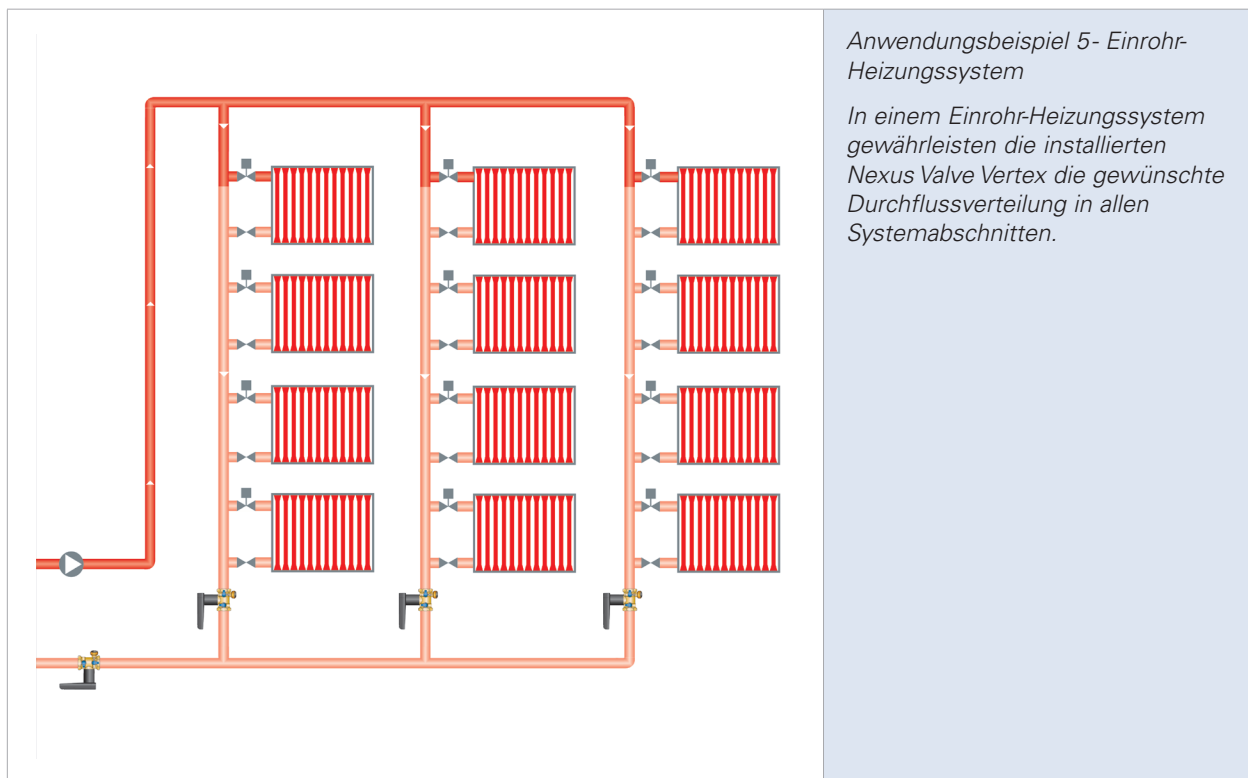 Anwendungsbeispiel 5- Einrohr-
Heizungssystem
In einem Einrohr-Heizungssystem
gewährleisten die installierten
Nexus Valve Vertex die gewünschte
Durchflussverteilung in allen
Systemabschnitten.